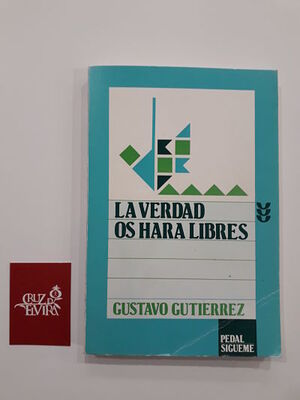 LA VERDAD
OS HARA LIBRES
GUSTAVO GUTIERREZ
PEDAL
SIGUEME
CRUZ DE
ELVIRA